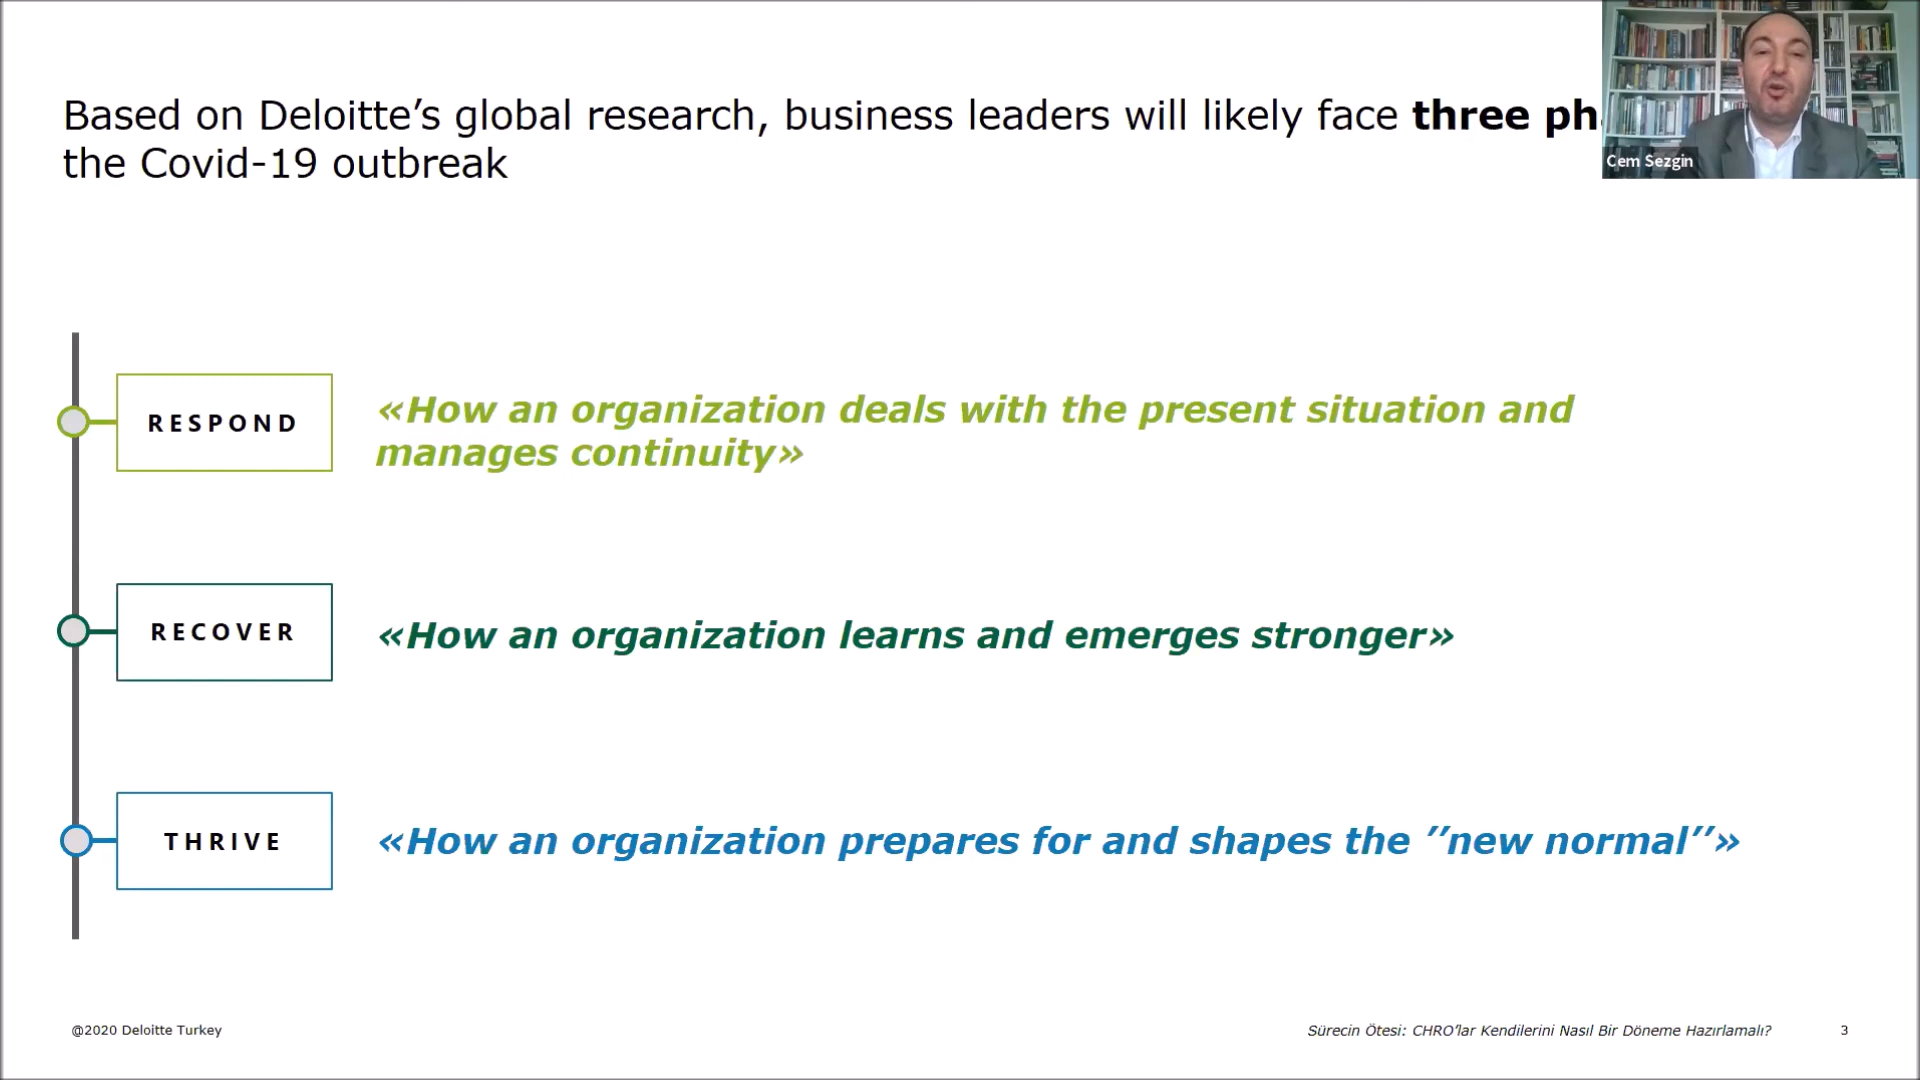 Based on Deloitte’s global research, business leaders will likely face three
the Covid-19 outbreak
Cem Sezgin
RESPOND
«How an organization deals with the present situation and
manages continuity»
RECOVER
«How an organization learns and emerges stronger»
THRIVE
«How an organization prepares for and shapes the ’’new normal’’»
@2020 Deloitte Turkey
Sürecin Ötesi: CHRO’lar Kendilerini Nasıl Bir Döneme Hazırlamalı?
3